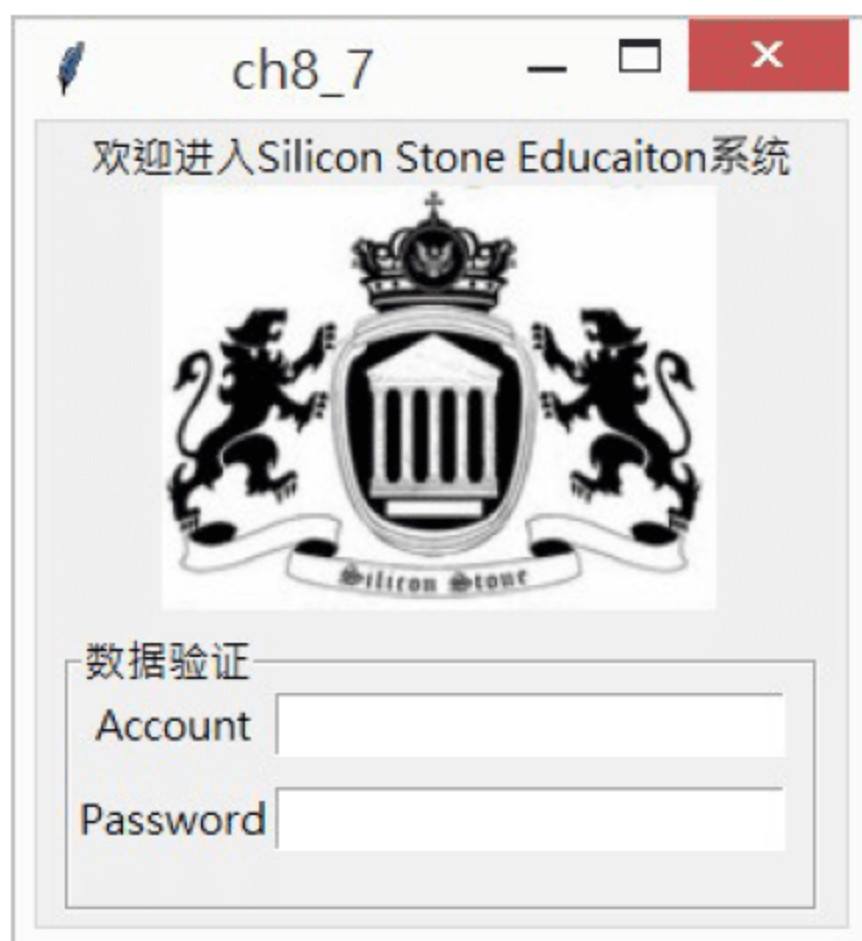 ch8_7
欢迎进入Silicon Stone Educaiton系统
Silicon Stone
数据验证
Account
Password